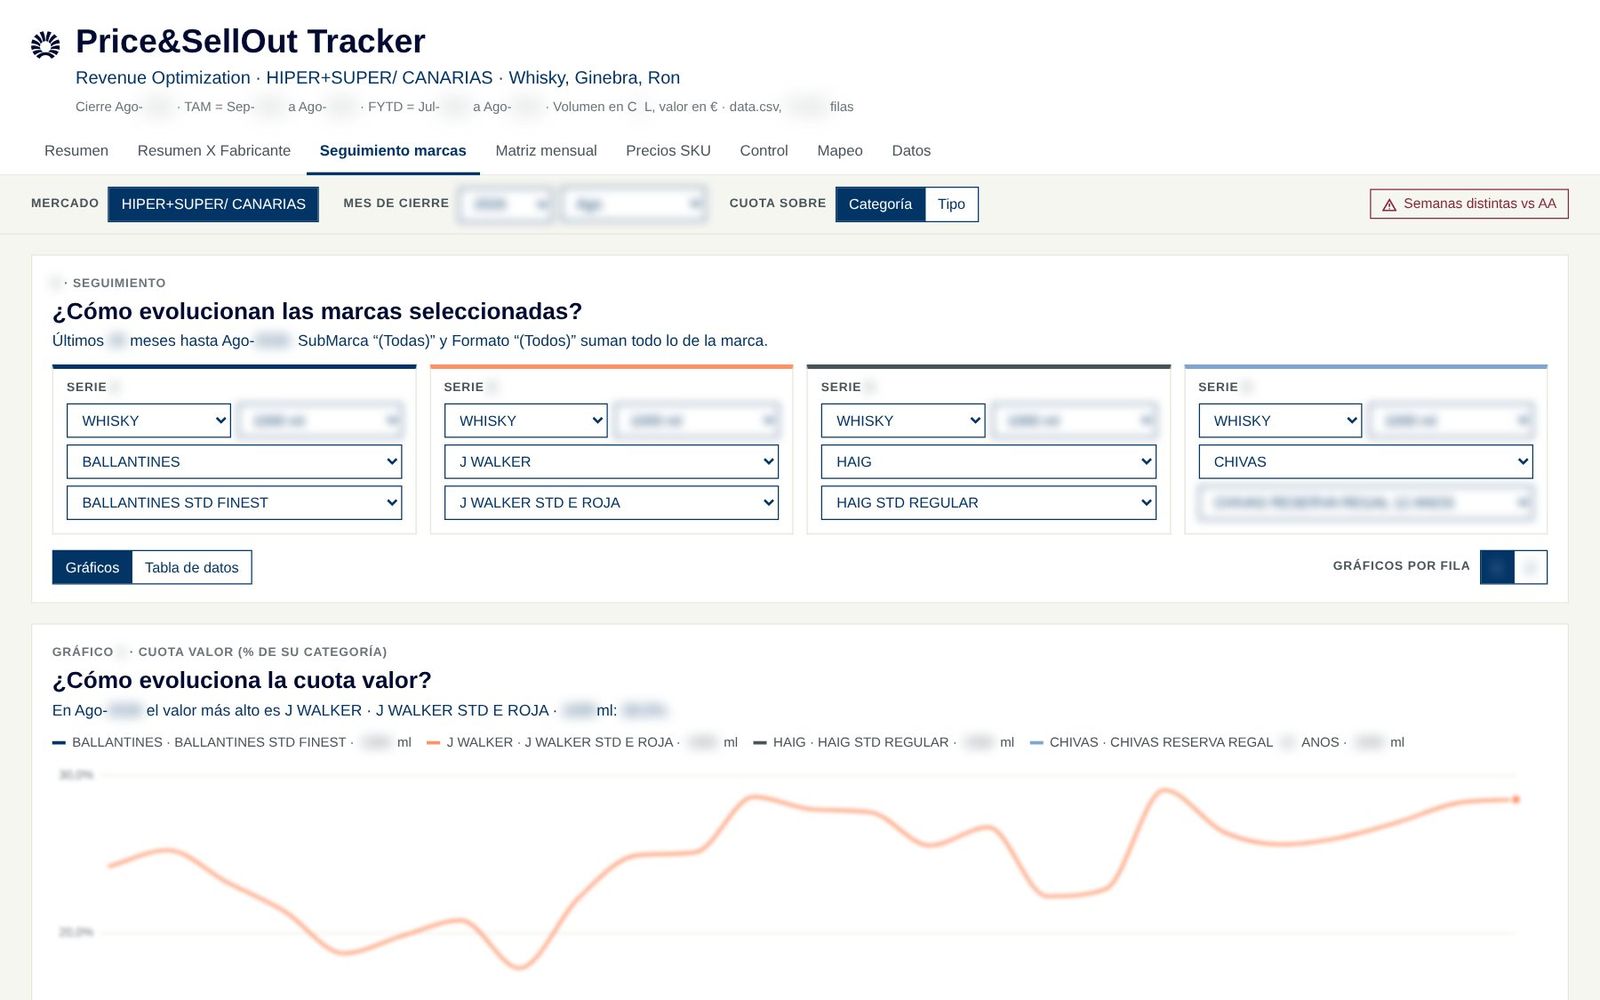 Price&SellOut Tracker
Revenue Optimization · HIPER+SUPER/ CANARIAS · Whisky, Ginebra, Ron
Cierre Ago- · TAM = Sep- a Ago- · FYTD = Jul- a Ago- · Volumen en C L, valor en € · data.csv, filas
Resumen Resumen X Fabricante Seguimiento marcas Matriz mensual Precios SKU Control Mapeo Datos
MERCADO HIPER+SUPER/ CANARIAS MES DE CIERRE CUOTA SOBRE Categoría Tipo Semanas distintas vs AA
· SEGUIMIENTO
¿Cómo evolucionan las marcas seleccionadas?
Últimos meses hasta Ago- SubMarca “(Todas)” y Formato “(Todos)” suman todo lo de la marca.
SERIE SERIE SERIE SERIE
WHISKY WHISKY WHISKY WHISKY
BALLANTINES J WALKER HAIG CHIVAS
BALLANTINES STD FINEST J WALKER STD E ROJA HAIG STD REGULAR
Gráficos Tabla de datos GRÁFICOS POR FILA
GRÁFICO · CUOTA VALOR (% DE SU CATEGORÍA)
¿Cómo evoluciona la cuota valor?
En Ago- el valor más alto es J WALKER · J WALKER STD E ROJA · ml:
BALLANTINES · BALLANTINES STD FINEST · ml J WALKER · J WALKER STD E ROJA · ml HAIG · HAIG STD REGULAR · ml CHIVAS · CHIVAS RESERVA REGAL ANOS · ml